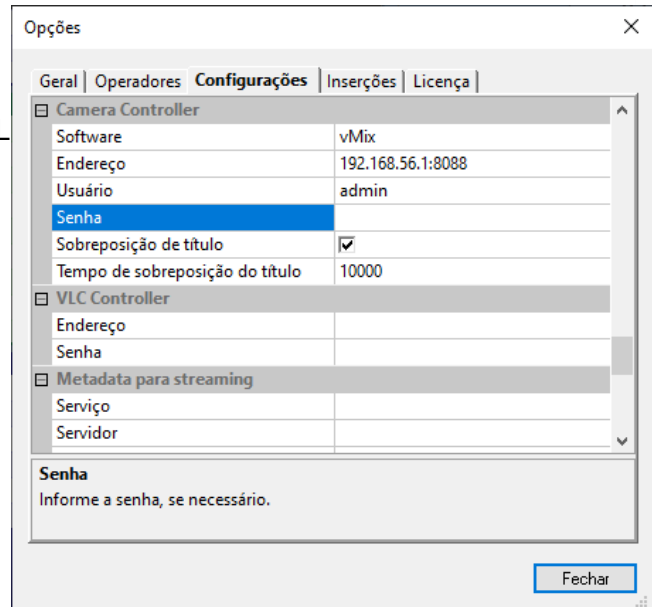 Opções
Geral Operadores Configurações Inserções Licença
Camera Controller
Software vMix
Endereço 192.168.56.1:8088
Usuário admin
Senha
Sobreposição de título
Tempo de sobreposição do título 10000
VLC Controller
Endereço
Senha
Metadata para streaming
Serviço
Servidor
Senha
Informe a senha, se necessário.
Fechar